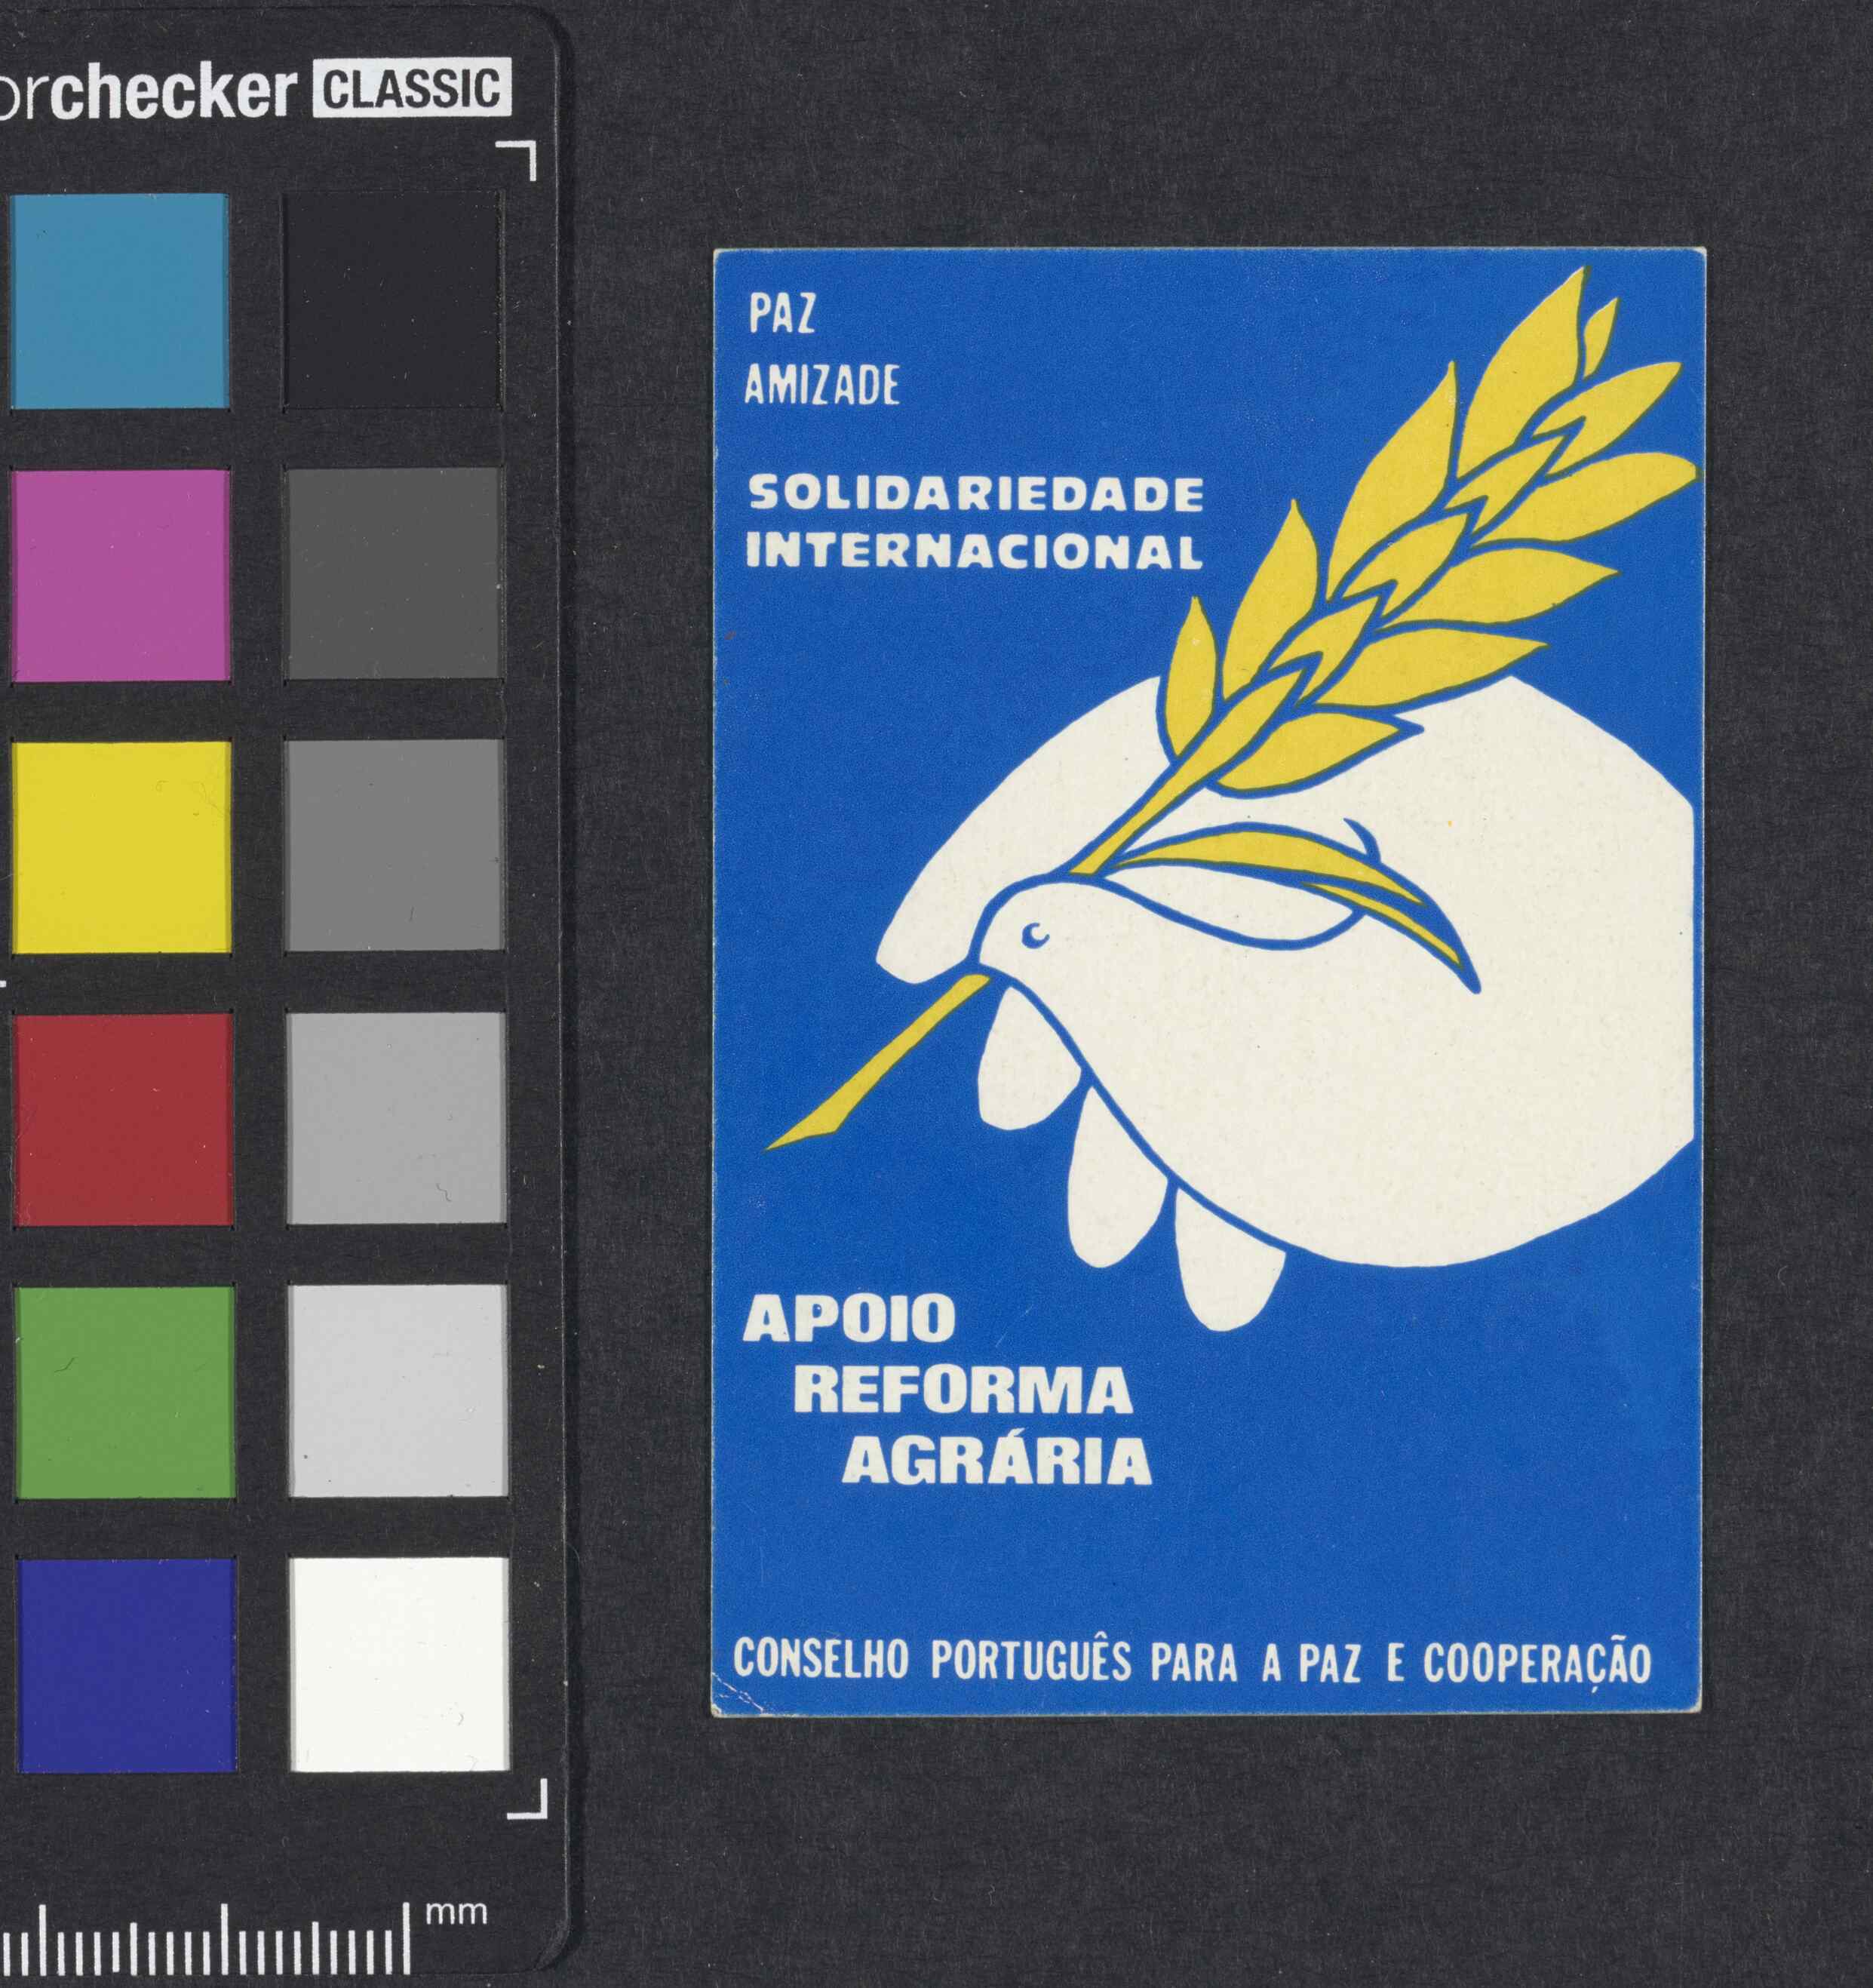 orchecker CLASSIC
PAZ
AMIZADE
SOLIDARIEDADE
INTERNACIONAL
APOIO
REFORMA
AGRÁRIA
CONSELHO PORTUGUÊS PARA A PAZ E COOPERAÇÃO
mm